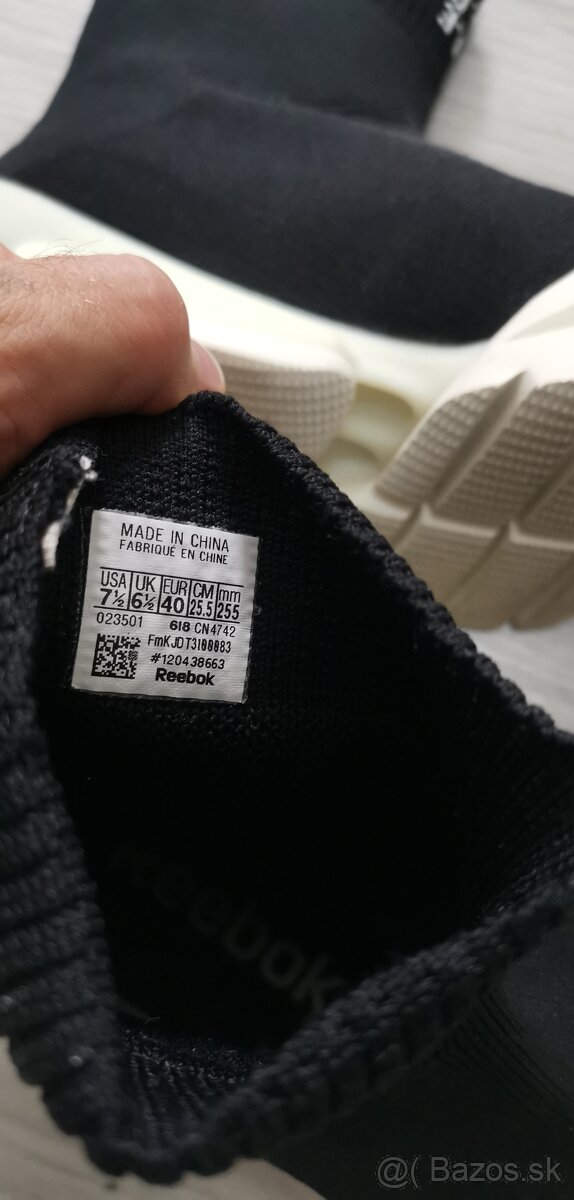 MADE IN CHINA
FABRIQUÉ EN CHINE
USA UK EUR CM mm
7½ 6½ 40 25.5 255
023501 618 CN4742
FmKJDT3100083
#120438663
Reebok
Reebok
@( Bazos.sk